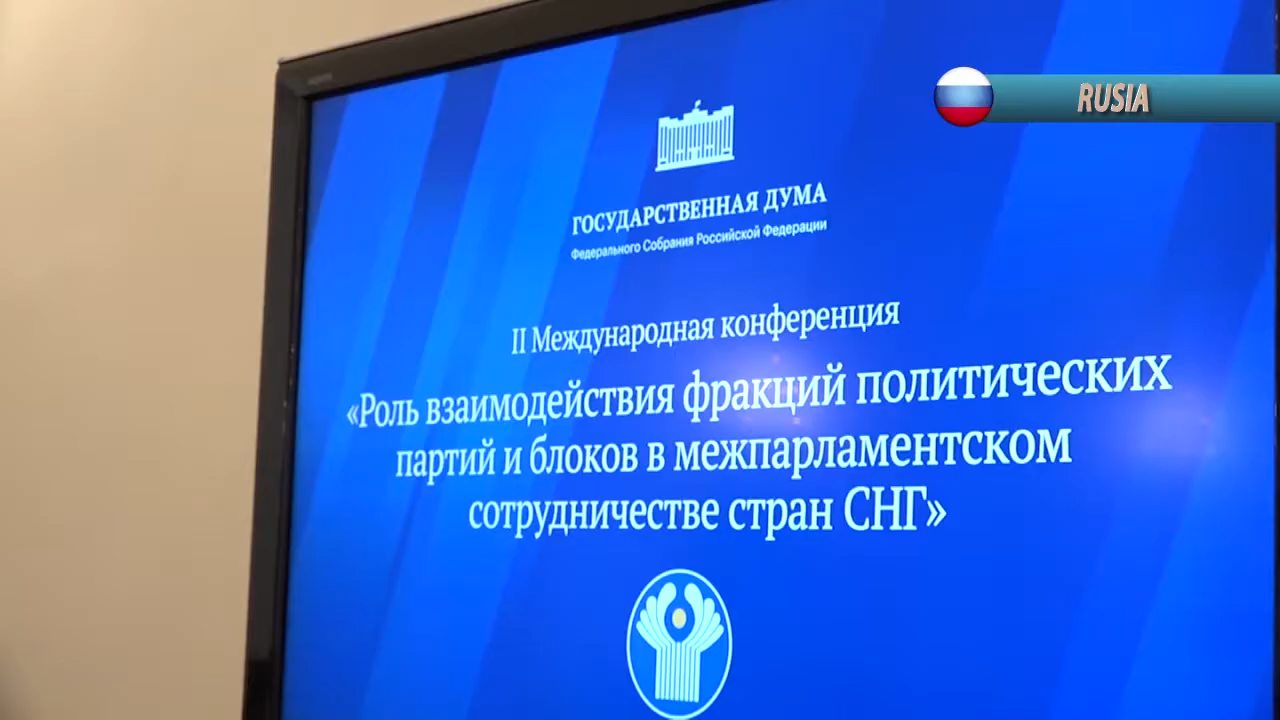 RUSIA
ГОСУДАРСТВЕННАЯ ДУМА
Федерального Собрания Российской Федерации
II Международная конференция
«Роль взаимодействия фракций политических
партий и блоков в межпарламентском
сотрудничестве стран СНГ»